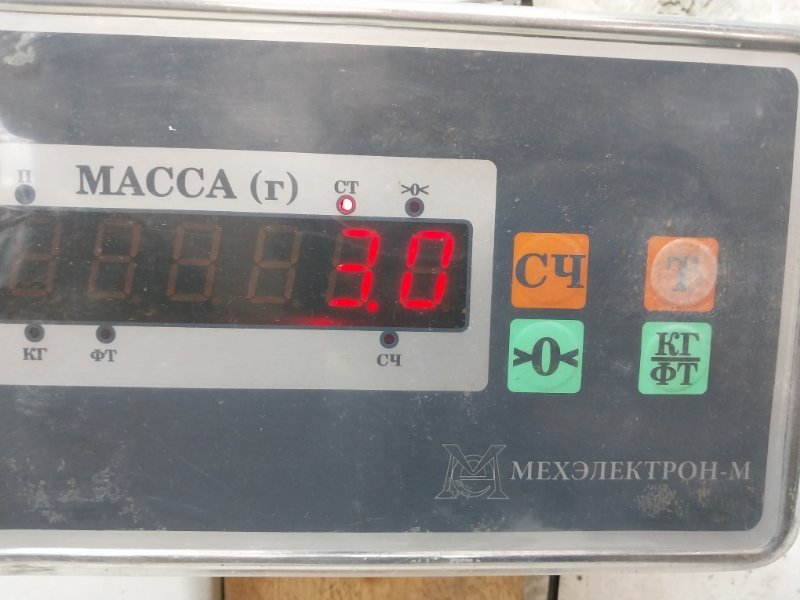 П
МАССА (г)
СТ
>0<
3.0
КГ
ФТ
СЧ
СЧ
Т
>0<
КГ
ФТ
МЕХЭЛЕКТРОН-М